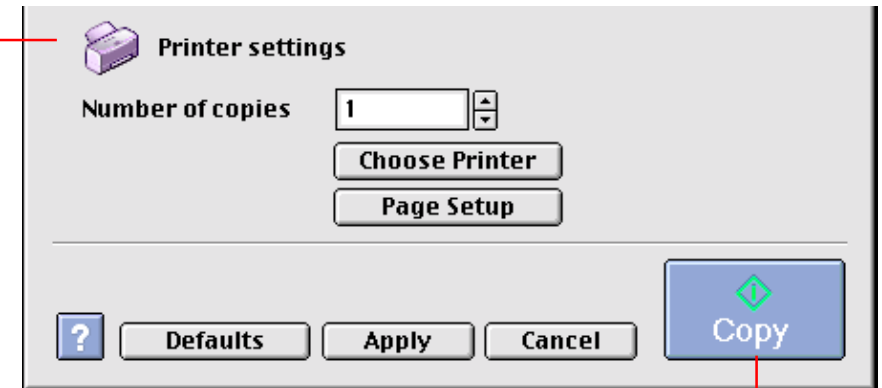 Printer settings
Number of copies 1
Choose Printer
Page Setup
? Defaults Apply Cancel Copy